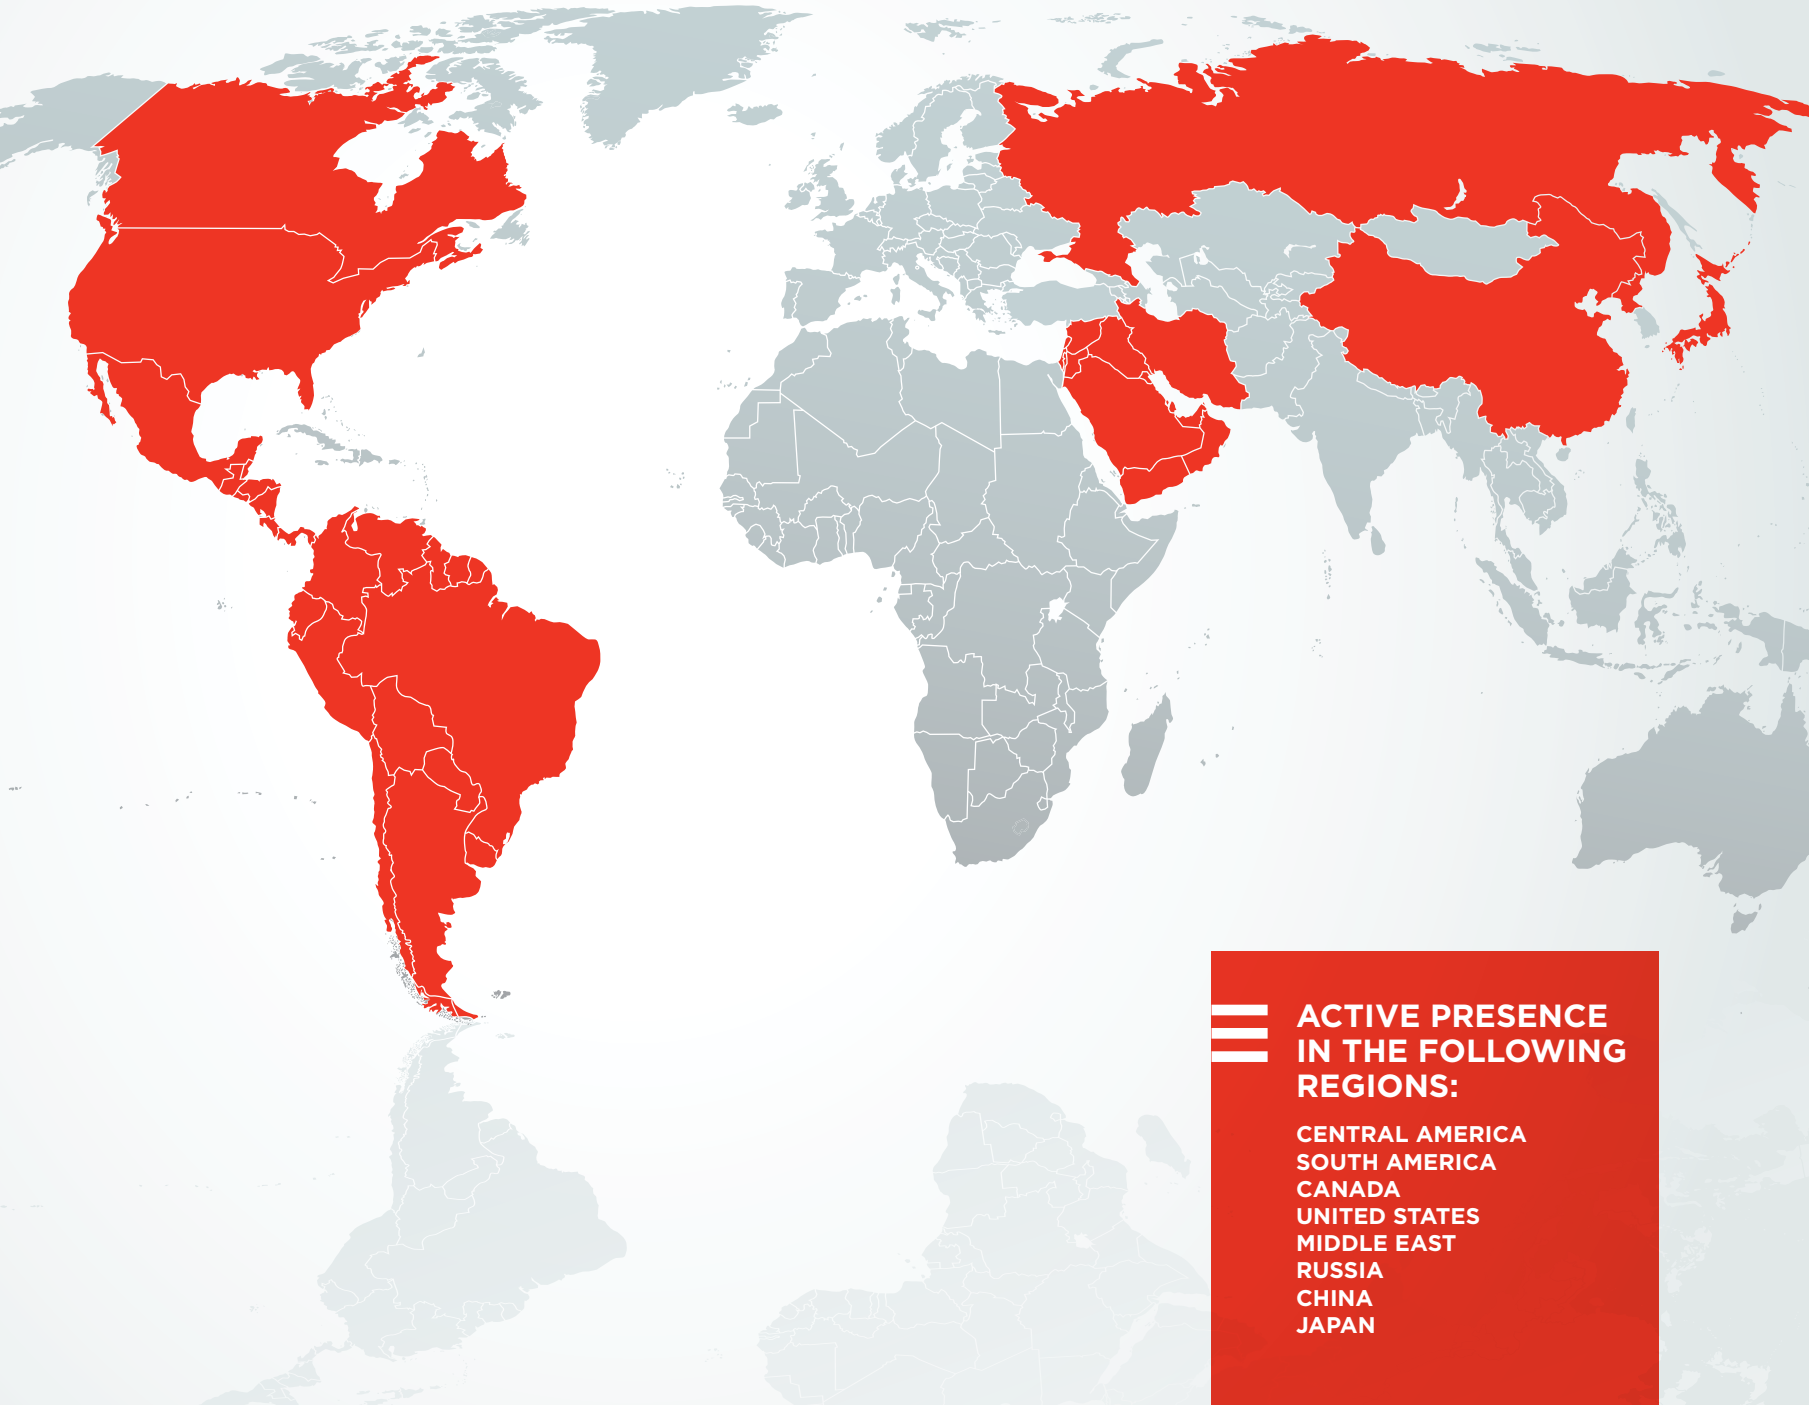 ACTIVE PRESENCE
IN THE FOLLOWING
REGIONS:
CENTRAL AMERICA
SOUTH AMERICA
CANADA
UNITED STATES
MIDDLE EAST
RUSSIA
CHINA
JAPAN